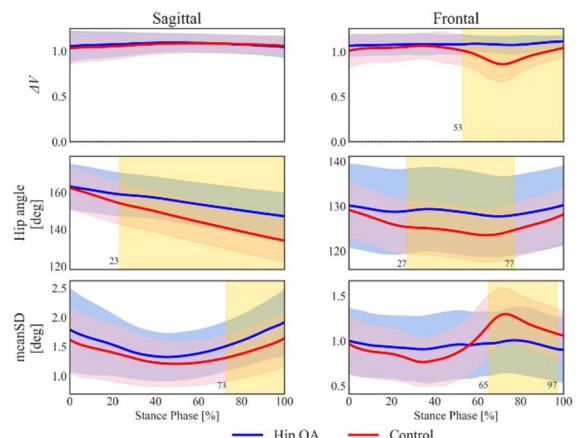 Sagittal Frontal
ΔV
1.0
0.5
0.0
1.0
0.5
0.0
53
Hip angle
[deg]
160
140
120
23
140
130
120
27 77
meanSD
[deg]
2.5
2.0
1.5
1.0
73
1.5
1.0
0.5
65 97
0 20 40 60 80 100
0 20 40 60 80 100
Stance Phase [%] Stance Phase [%]
Hip OA Control